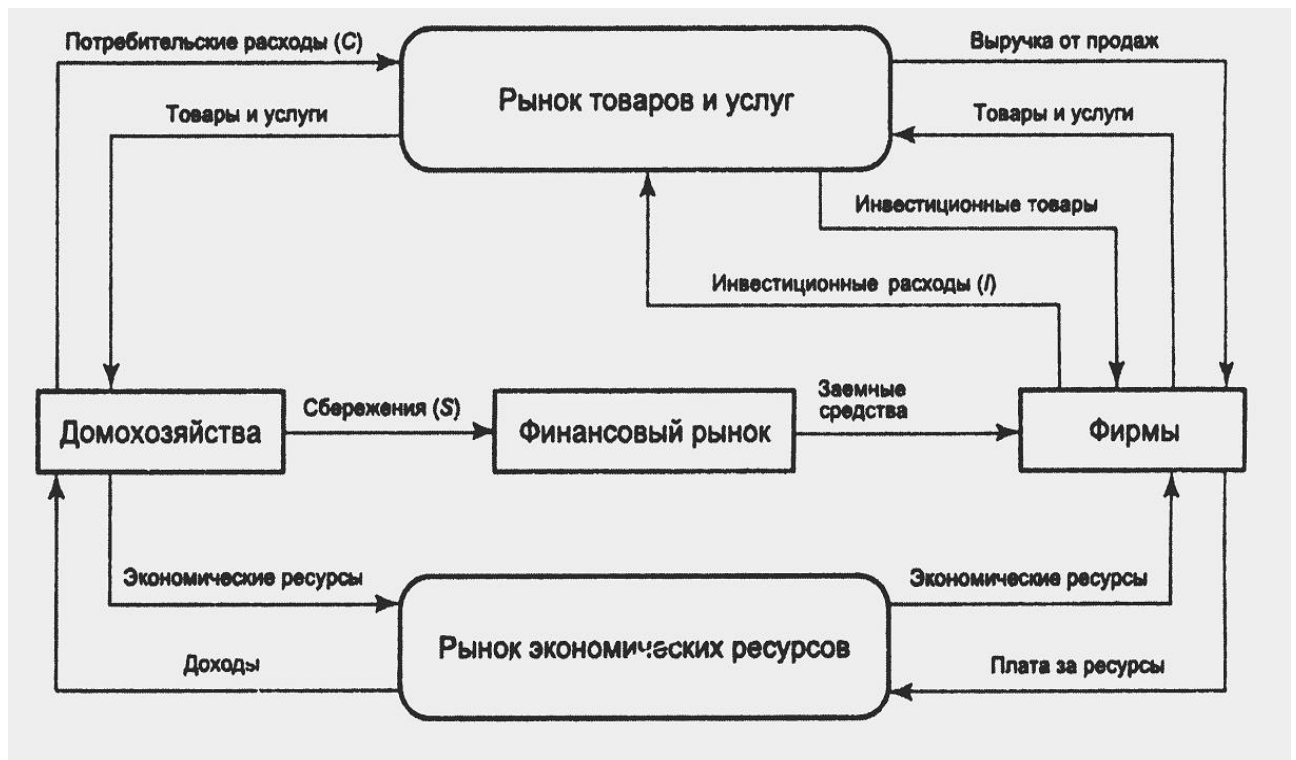 Потребительские расходы (C)
Выручка от продаж
Рынок товаров и услуг
Товары и услуги
Товары и услуги
Инвестиционные товары
Инвестиционные расходы (I)
Заемные
средства
Сбережения (S)
Домохозяйства
Финансовый рынок
Фирмы
Экономические ресурсы
Экономические ресурсы
Рынок экономических ресурсов
Доходы
Плата за ресурсы